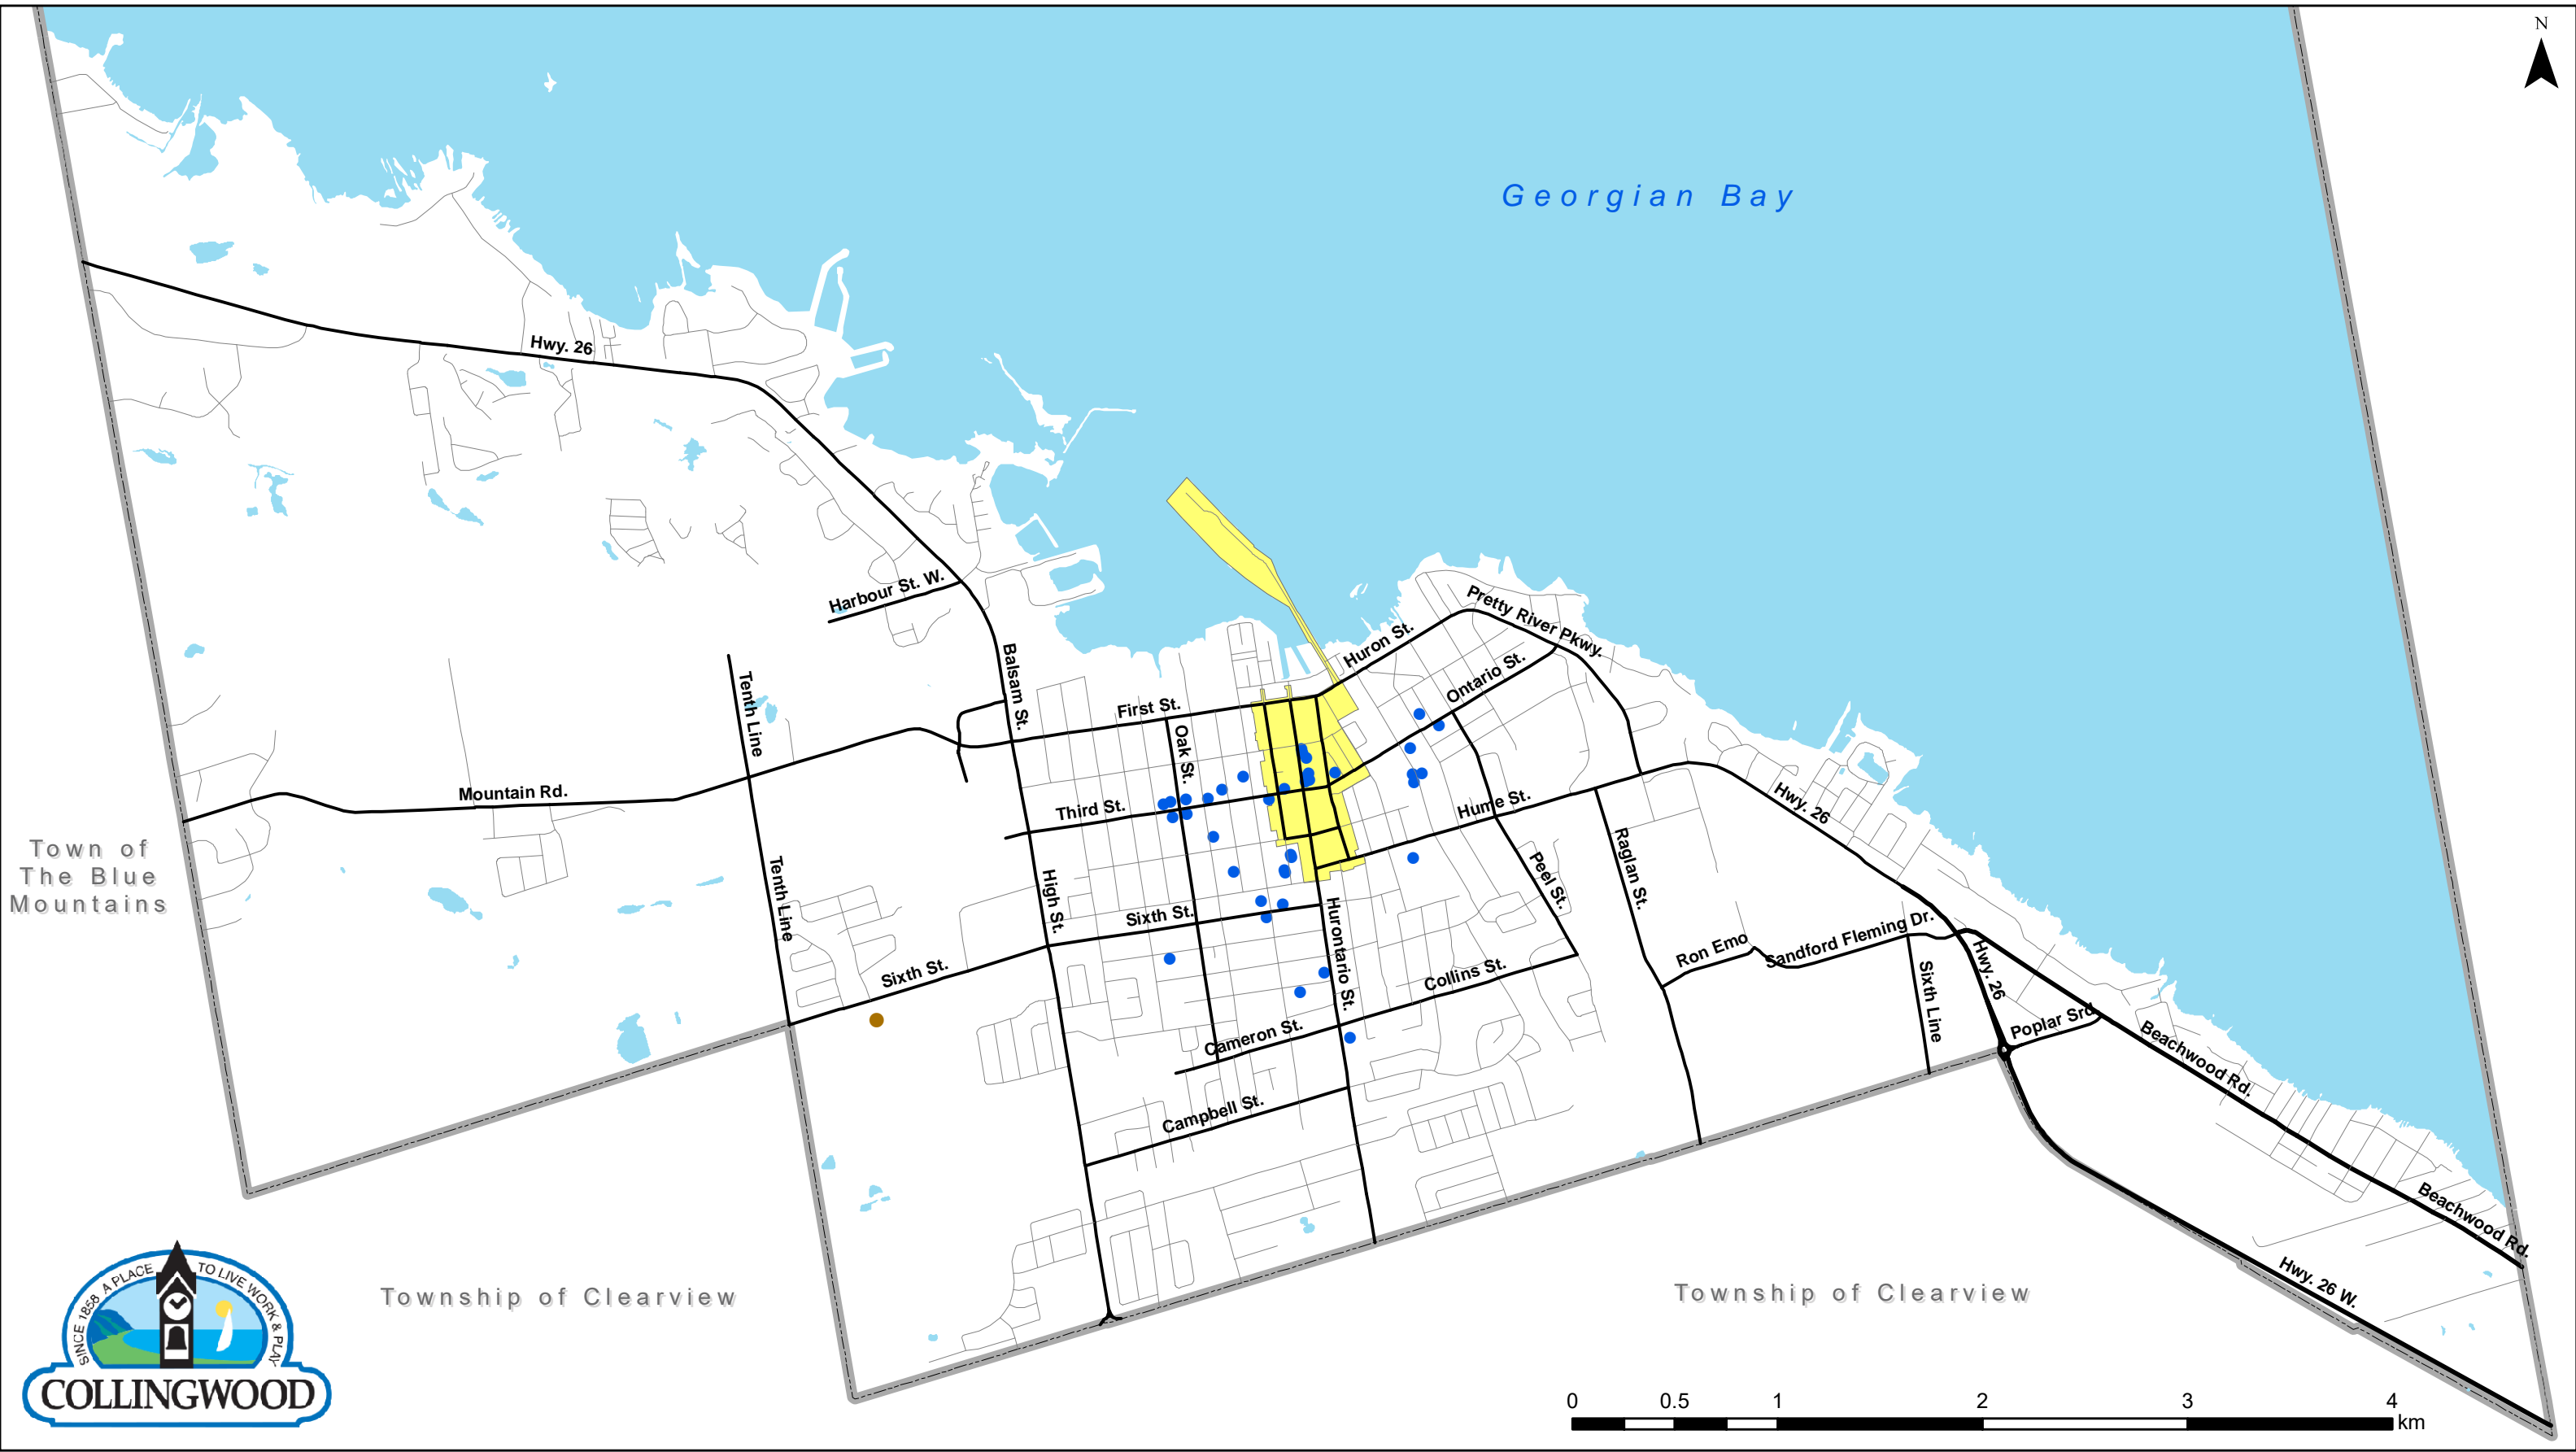 N
Georgian Bay
Hwy. 26
Harbour St. W.
Pretty River Pkwy.
Huron St.
Balsam St.
Ontario St.
Tenth Line
First St.
Oak St.
Mountain Rd.
Third St.
Hume St.
Hwy. 26
Town of
The Blue
Mountains
Tenth Line
High St.
Raglan St.
Peel St.
Sixth St.
Hurontario St.
Sandford Fleming Dr.
Ron Emo
Sixth St.
Collins St.
Hwy. 26
Sixth Line
Cameron St.
Poplar Srd
Beachwood Rd.
Campbell St.
Beachwood Rd.
Hwy. 26 W.
Township of Clearview
Township of Clearview
SINCE 1858 A PLACE TO LIVE WORK & PLAY
COLLINGWOOD
0 0.5 1 2 3 4
km